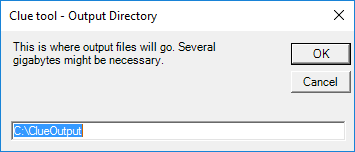 Clue tool - Output Directory
This is where output files will go. Several
gigabytes might be necessary.
OK
Cancel
C:\ClueOutput